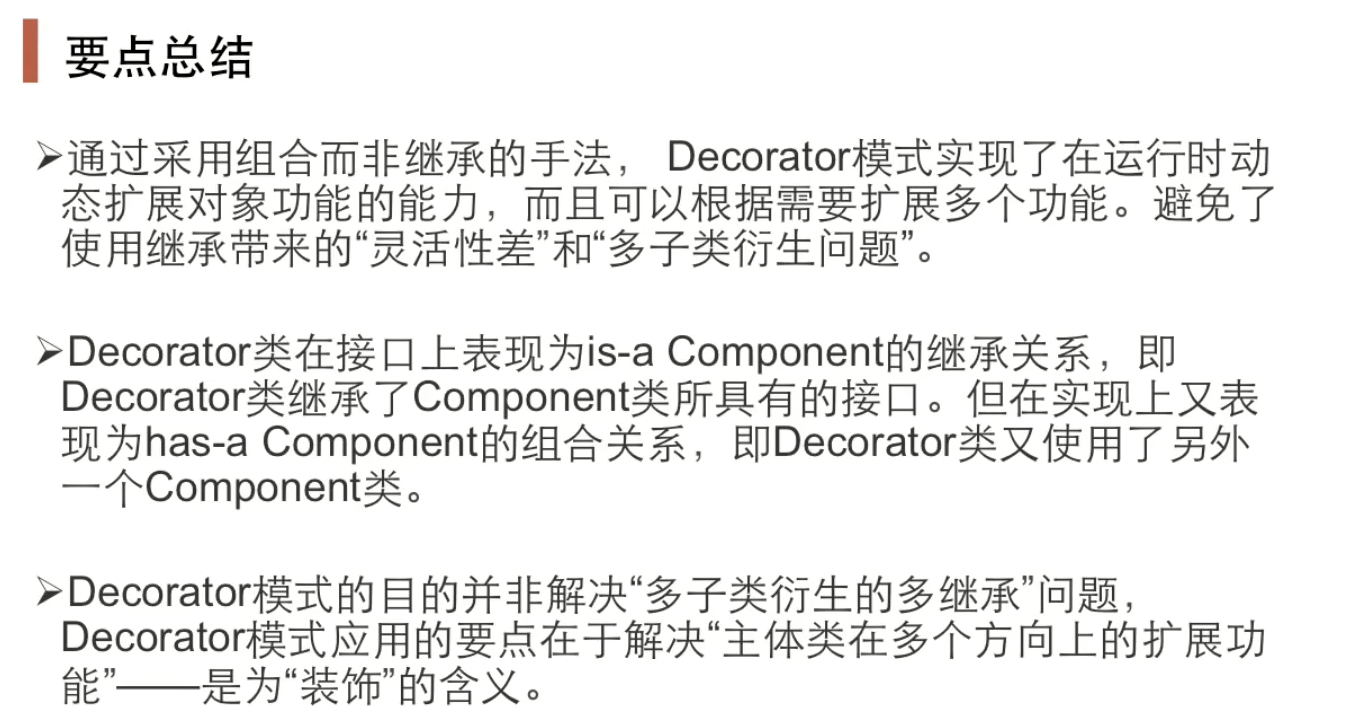 要点总结
➢通过采用组合而非继承的手法， Decorator模式实现了在运行时动
态扩展对象功能的能力，而且可以根据需要扩展多个功能。避免了
使用继承带来的“灵活性差”和“多子类衍生问题”。
➢Decorator类在接口上表现为is-a Component的继承关系，即
Decorator类继承了Component类所具有的接口。但在实现上又表
现为has-a Component的组合关系，即Decorator类又使用了另外
一个Component类。
➢Decorator模式的目的并非解决“多子类衍生的多继承”问题，
Decorator模式应用的要点在于解决“主体类在多个方向上的扩展功
能”——是为“装饰”的含义。